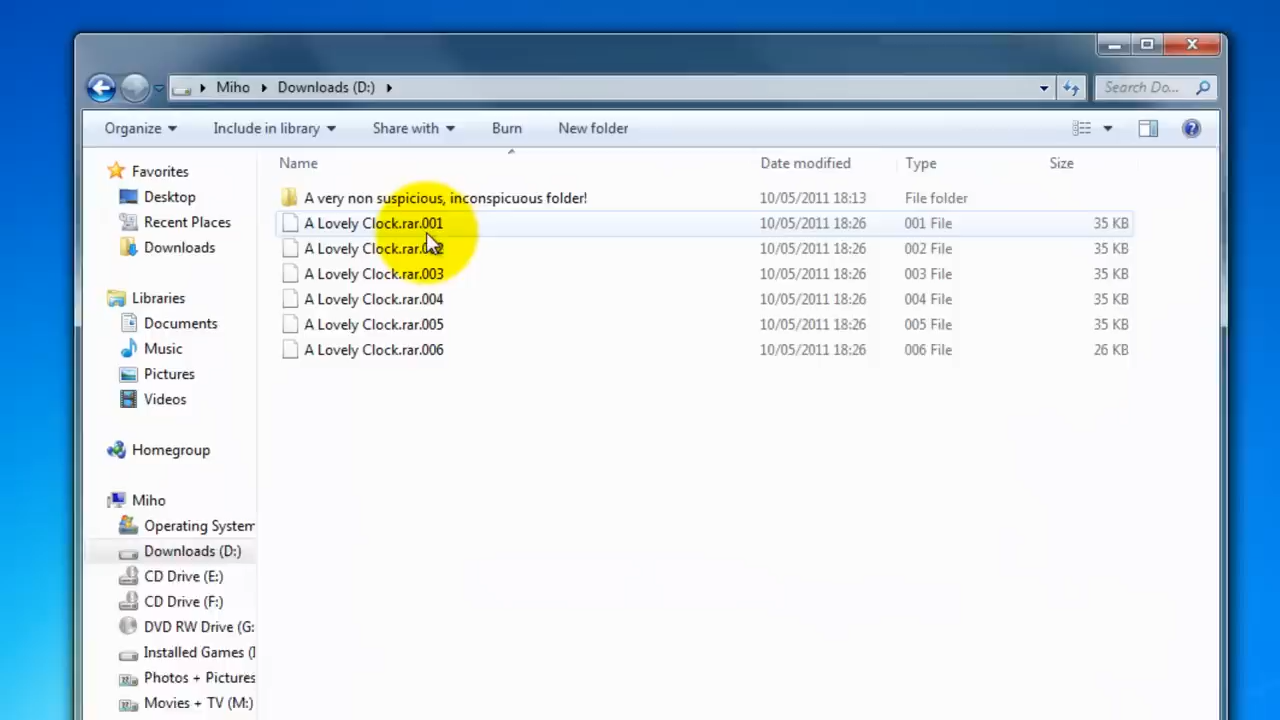 Miho Downloads (D:) Search Do...
Organize Include in library Share with Burn New folder
Name Date modified Type Size
A very non suspicious, inconspicuous folder! 10/05/2011 18:13 File folder
A Lovely Clock.rar.001 10/05/2011 18:26 001 File 35 KB
A Lovely Clock.rar.002 10/05/2011 18:26 002 File 35 KB
A Lovely Clock.rar.003 10/05/2011 18:26 003 File 35 KB
A Lovely Clock.rar.004 10/05/2011 18:26 004 File 35 KB
A Lovely Clock.rar.005 10/05/2011 18:26 005 File 35 KB
A Lovely Clock.rar.006 10/05/2011 18:26 006 File 26 KB
Favorites
Desktop
Recent Places
Downloads
Libraries
Documents
Music
Pictures
Videos
Homegroup
Miho
Operating System
Downloads (D:)
CD Drive (E:)
CD Drive (F:)
DVD RW Drive (G:
Installed Games (
Photos + Pictures
Movies + TV (M:)